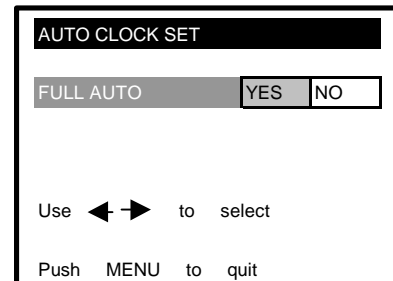 AUTO CLOCK SET
FULL AUTO YES NO
Use to select
Push MENU to quit